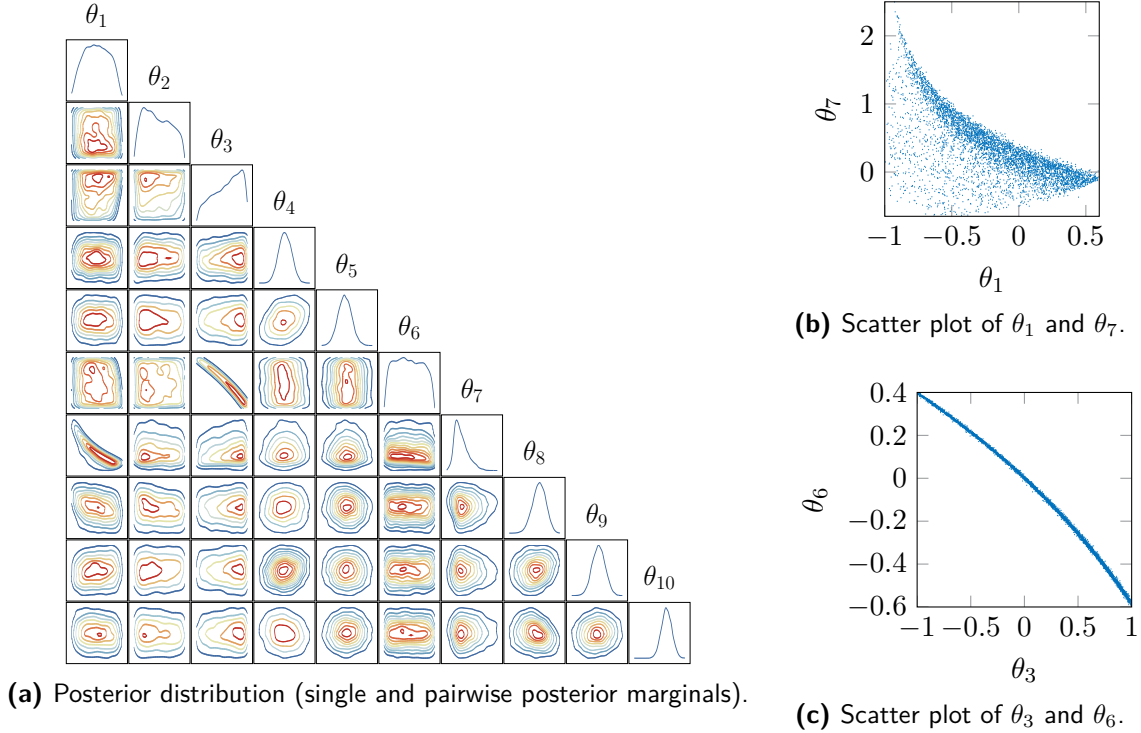 θ1
θ2
θ3
θ4
θ5
θ6
θ7
θ8
θ9
θ10
(a) Posterior distribution (single and pairwise posterior marginals).
2
1
0
θ7
−1
−0.5
0
0.5
θ1
(b) Scatter plot of θ1 and θ7.
0.4
0.2
0
−0.2
−0.4
−0.6
θ6
−1
−0.5
0
0.5
1
θ3
(c) Scatter plot of θ3 and θ6.